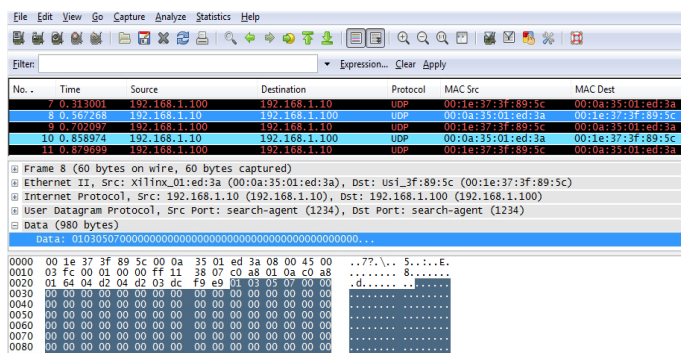 File Edit View Go Capture Analyze Statistics Help
Filter: Expression... Clear Apply
No. . Time Source Destination Protocol MAC Src MAC Dest
7 0.313001 192.168.1.100 192.168.1.10 UDP 00:1e:37:3f:89:5c 00:0a:35:01:ed:3a
8 0.567268 192.168.1.10 192.168.1.100 UDP 00:0a:35:01:ed:3a 00:1e:37:3f:89:5c
9 0.702097 192.168.1.100 192.168.1.10 UDP 00:1e:37:3f:89:5c 00:0a:35:01:ed:3a
10 0.858974 192.168.1.10 192.168.1.100 UDP 00:0a:35:01:ed:3a 00:1e:37:3f:89:5c
11 0.879699 192.168.1.100 192.168.1.10 UDP 00:1e:37:3f:89:5c 00:0a:35:01:ed:3a
Frame 8 (60 bytes on wire, 60 bytes captured)
Ethernet II, Src: Xilinx_01:ed:3a (00:0a:35:01:ed:3a), Dst: Usi_3f:89:5c (00:1e:37:3f:89:5c)
Internet Protocol, Src: 192.168.1.10 (192.168.1.10), Dst: 192.168.1.100 (192.168.1.100)
User Datagram Protocol, Src Port: search-agent (1234), Dst Port: search-agent (1234)
Data (980 bytes)
Data: 01030507000000000000000000000000000000000000000000...
0000 00 1e 37 3f 89 5c 00 0a 35 01 ed 3a 08 00 45 00 ..7?.\.. 5..:..E.
0010 03 fc 00 01 00 00 ff 11 38 07 c0 a8 01 0a c0 a8 ........ 8.......
0020 01 64 04 d2 04 d2 03 dc f9 e9 01 03 05 07 00 00 .d...... ........
0030 00 00 00 00 00 00 00 00 00 00 00 00 00 00 00 00 ........ ........
0040 00 00 00 00 00 00 00 00 00 00 00 00 00 00 00 00 ........ ........
0050 00 00 00 00 00 00 00 00 00 00 00 00 00 00 00 00 ........ ........
0060 00 00 00 00 00 00 00 00 00 00 00 00 00 00 00 00 ........ ........
0070 00 00 00 00 00 00 00 00 00 00 00 00 00 00 00 00 ........ ........
0080 00 00 00 00 00 00 00 00 00 00 00 00 00 00 00 00 ........ ........